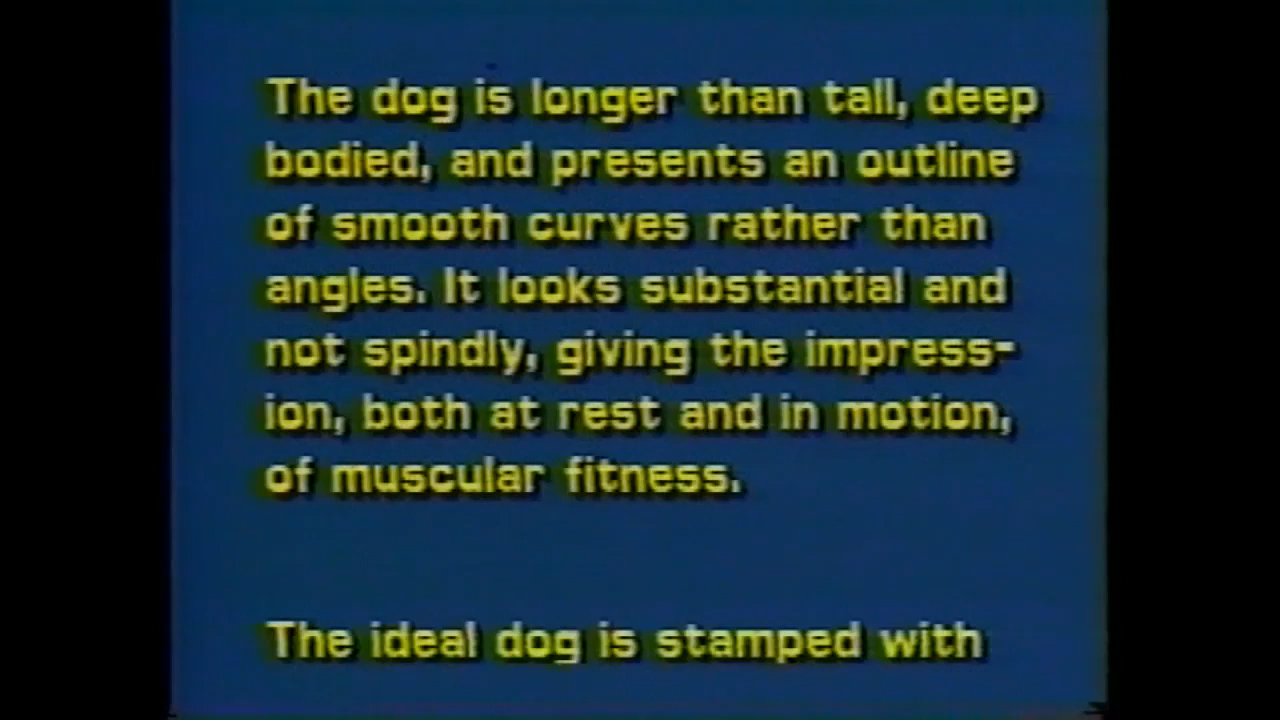 The dog is longer than tall, deep
bodied, and presents an outline
of smooth curves rather than
angles. It looks substantial and
not spindly, giving the impress-
ion, both at rest and in motion,
of muscular fitness.
The ideal dog is stamped with